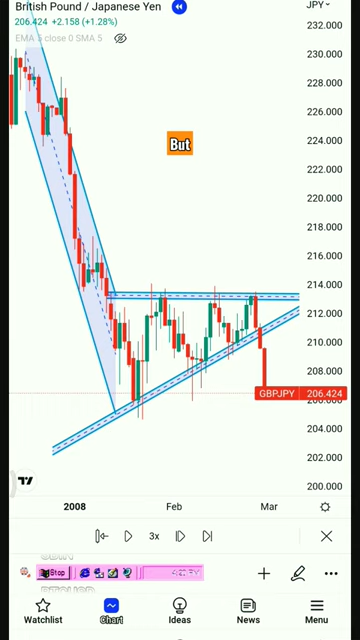 British Pound / Japanese Yen
JPY
206.424 +2.158 (+1.28%)
EMA 5 close 0 SMA 5
But
232.000
230.000
228.000
226.000
224.000
222.000
220.000
218.000
216.000
214.000
212.000
210.000
208.000
GBPJPY 206.424
206.000
204.000
202.000
200.000
2008 Feb Mar
3x
Stop
Watchlist
Chart
Ideas
News
Menu